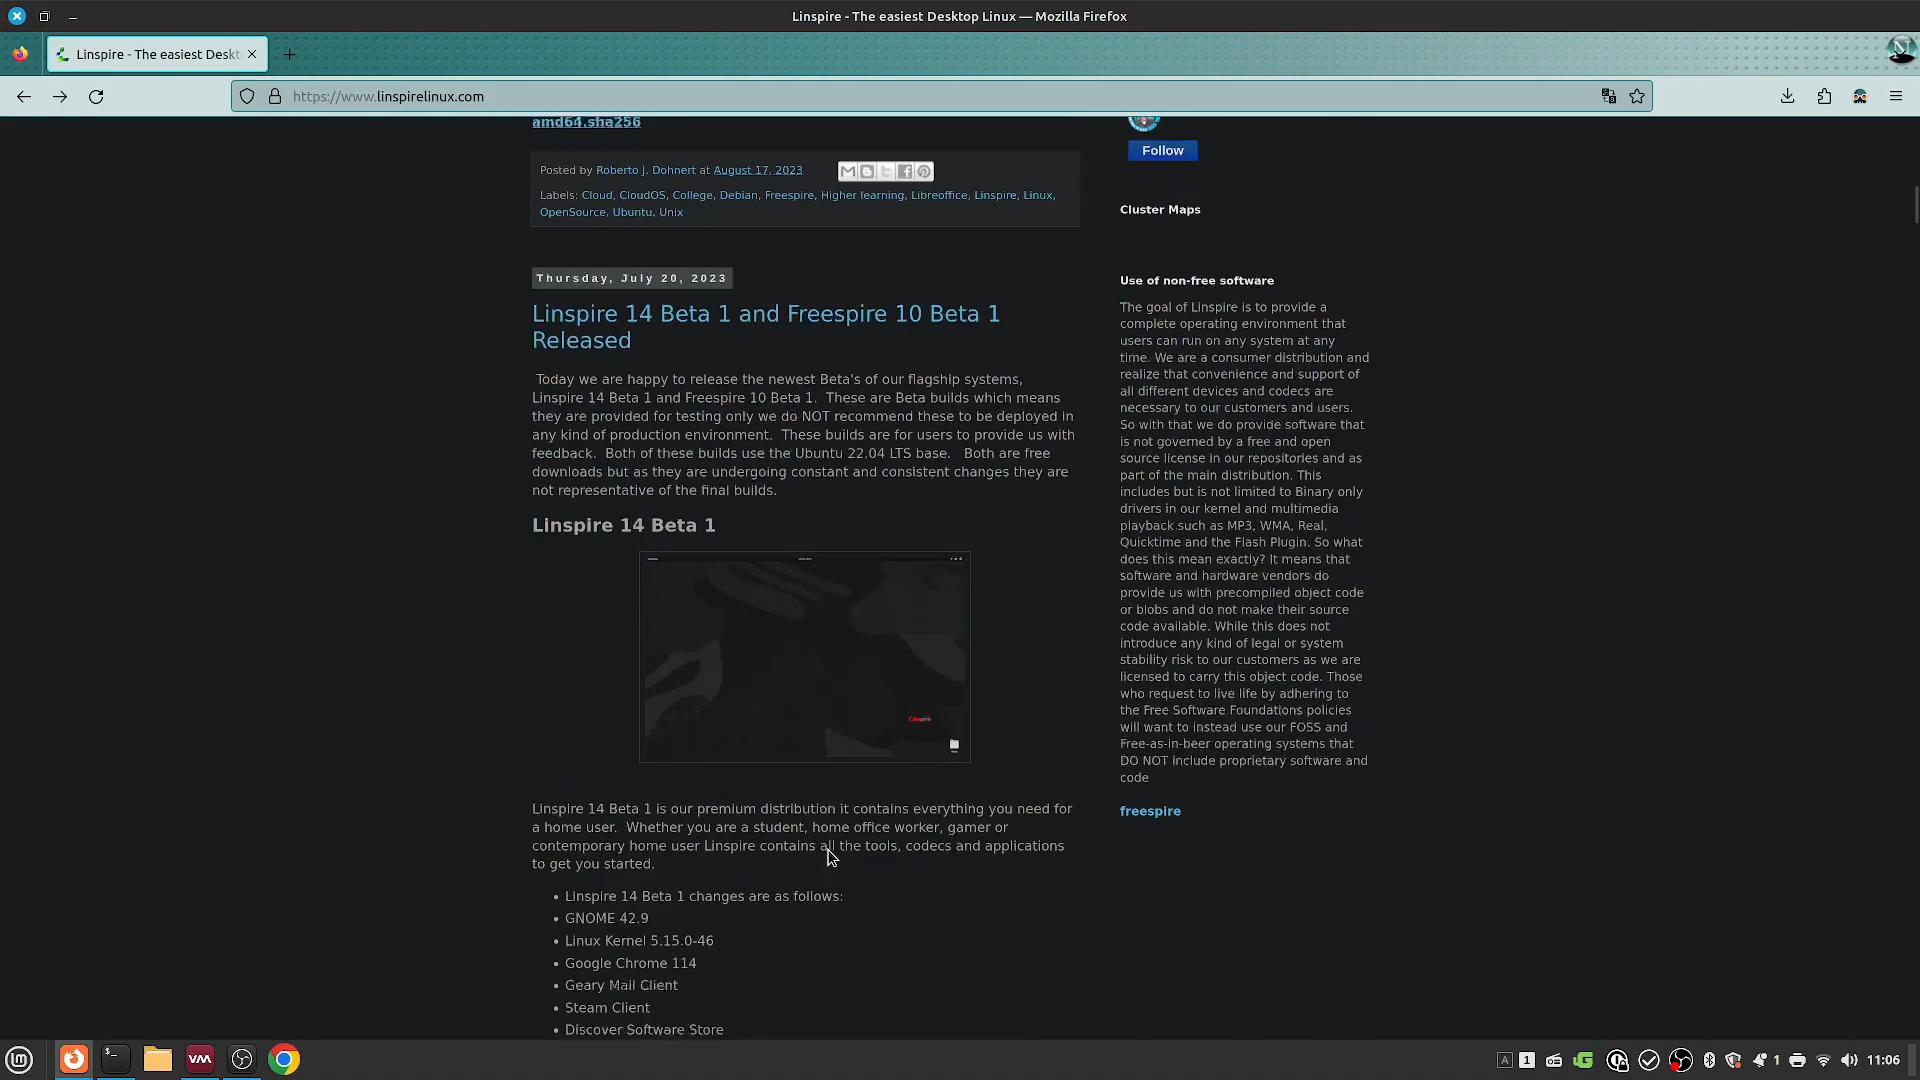 Linspire - The easiest Desktop Linux — Mozilla Firefox
Linspire - The easiest Deskt
https://www.linspirelinux.com
amd64.sha256
Follow
Posted by Roberto J. Dohnert at August 17, 2023
Labels: Cloud, CloudOS, College, Debian, Freespire, Higher learning, Libreoffice, Linspire, Linux,
OpenSource, Ubuntu, Unix
Thursday, July 20, 2023
Linspire 14 Beta 1 and Freespire 10 Beta 1
Released
Today we are happy to release the newest Beta's of our flagship systems,
Linspire 14 Beta 1 and Freespire 10 Beta 1.  These are Beta builds which means
they are provided for testing only we do NOT recommend these to be deployed in
any kind of production environment.  These builds are for users to provide us with
feedback.  Both of these builds use the Ubuntu 22.04 LTS base.   Both are free
downloads but as they are undergoing constant and consistent changes they are
not representative of the final builds.
Linspire 14 Beta 1
Linspire
Linspire 14 Beta 1 is our premium distribution it contains everything you need for
a home user.  Whether you are a student, home office worker, gamer or
contemporary home user Linspire contains all the tools, codecs and applications
to get you started.
• Linspire 14 Beta 1 changes are as follows:
• GNOME 42.9
• Linux Kernel 5.15.0-46
• Google Chrome 114
• Geary Mail Client
• Steam Client
• Discover Software Store
Cluster Maps
Use of non-free software
The goal of Linspire is to provide a
complete operating environment that
users can run on any system at any
time. We are a consumer distribution and
realize that convenience and support of
all different devices and codecs are
necessary to our customers and users.
So with that we do provide software that
is not governed by a free and open
source license in our repositories and as
part of the main distribution. This
includes but is not limited to Binary only
drivers in our kernel and multimedia
playback such as MP3, WMA, Real,
Quicktime and the Flash Plugin. So what
does this mean exactly? It means that
software and hardware vendors do
provide us with precompiled object code
or blobs and do not make their source
code available. While this does not
introduce any kind of legal or system
stability risk to our customers as we are
licensed to carry this object code. Those
who request to live life by adhering to
the Free Software Foundations policies
will want to instead use our FOSS and
Free-as-in-beer operating systems that
DO NOT include proprietary software and
code
freespire
A 1 1 11:06